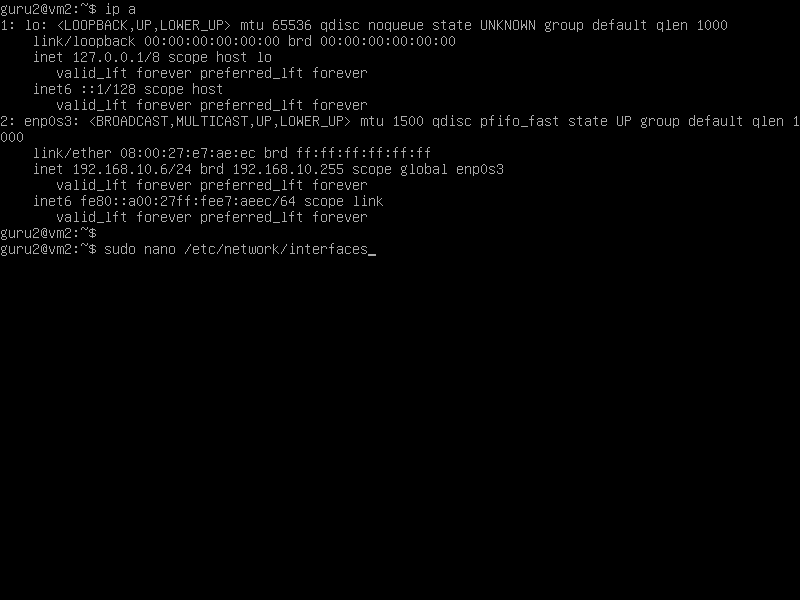 guru2@vm2:~$ ip a
1: lo: <LOOPBACK,UP,LOWER_UP> mtu 65536 qdisc noqueue state UNKNOWN group default qlen 1000
    link/loopback 00:00:00:00:00:00 brd 00:00:00:00:00:00
    inet 127.0.0.1/8 scope host lo
       valid_lft forever preferred_lft forever
    inet6 ::1/128 scope host
       valid_lft forever preferred_lft forever
2: enp0s3: <BROADCAST,MULTICAST,UP,LOWER_UP> mtu 1500 qdisc pfifo_fast state UP group default qlen 1
000
    link/ether 08:00:27:e7:ae:ec brd ff:ff:ff:ff:ff:ff
    inet 192.168.10.6/24 brd 192.168.10.255 scope global enp0s3
       valid_lft forever preferred_lft forever
    inet6 fe80::a00:27ff:fee7:aeec/64 scope link
       valid_lft forever preferred_lft forever
guru2@vm2:~$
guru2@vm2:~$ sudo nano /etc/network/interfaces_